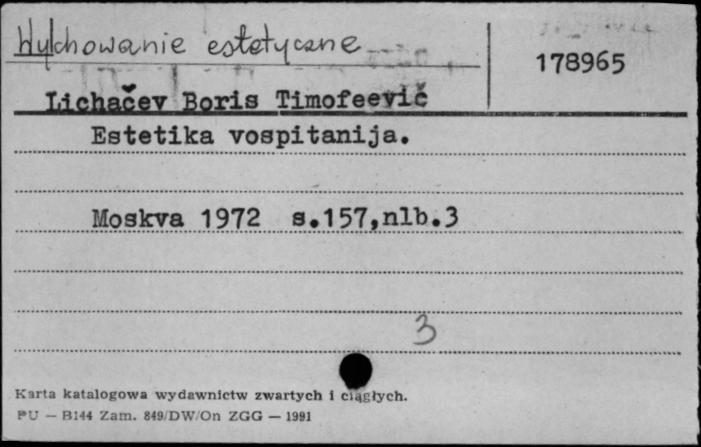 Wychowanie estetyczne
178965
Lichačev Boris Timofeevič
Estetika vospitanija.
Moskva 1972 s.157,nlb.3
3
Karta katalogowa wydawnictw zwartych i ciągłych.
PU — B144 Zam. 849/DW/On ZGG — 1991